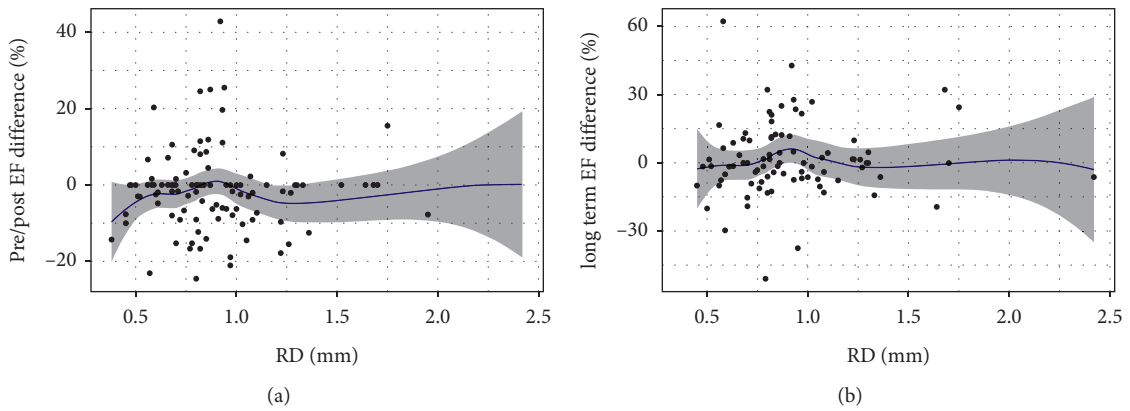 Pre/post EF difference (%)
40
20
0
−20
0.5 1.0 1.5 2.0 2.5
RD (mm)
(a)
long term EF difference (%)
60
30
0
−30
0.5 1.0 1.5 2.0 2.5
RD (mm)
(b)